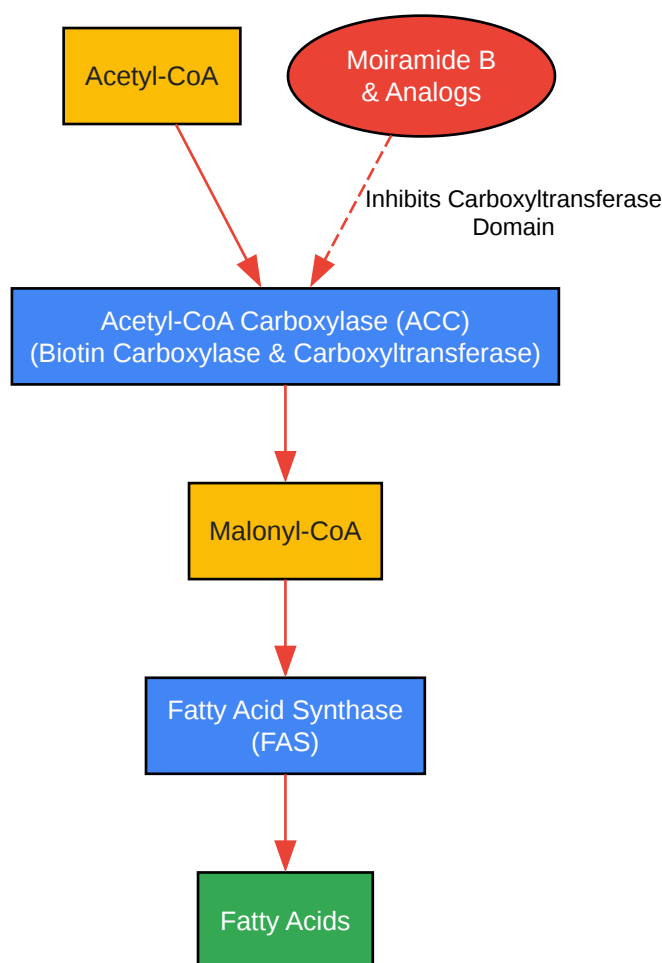 Acetyl-CoA
Moiramide B
& Analogs
Inhibits Carboxyltransferase
Domain
Acetyl-CoA Carboxylase (ACC)
(Biotin Carboxylase & Carboxyltransferase)
Malonyl-CoA
Fatty Acid Synthase
(FAS)
Fatty Acids